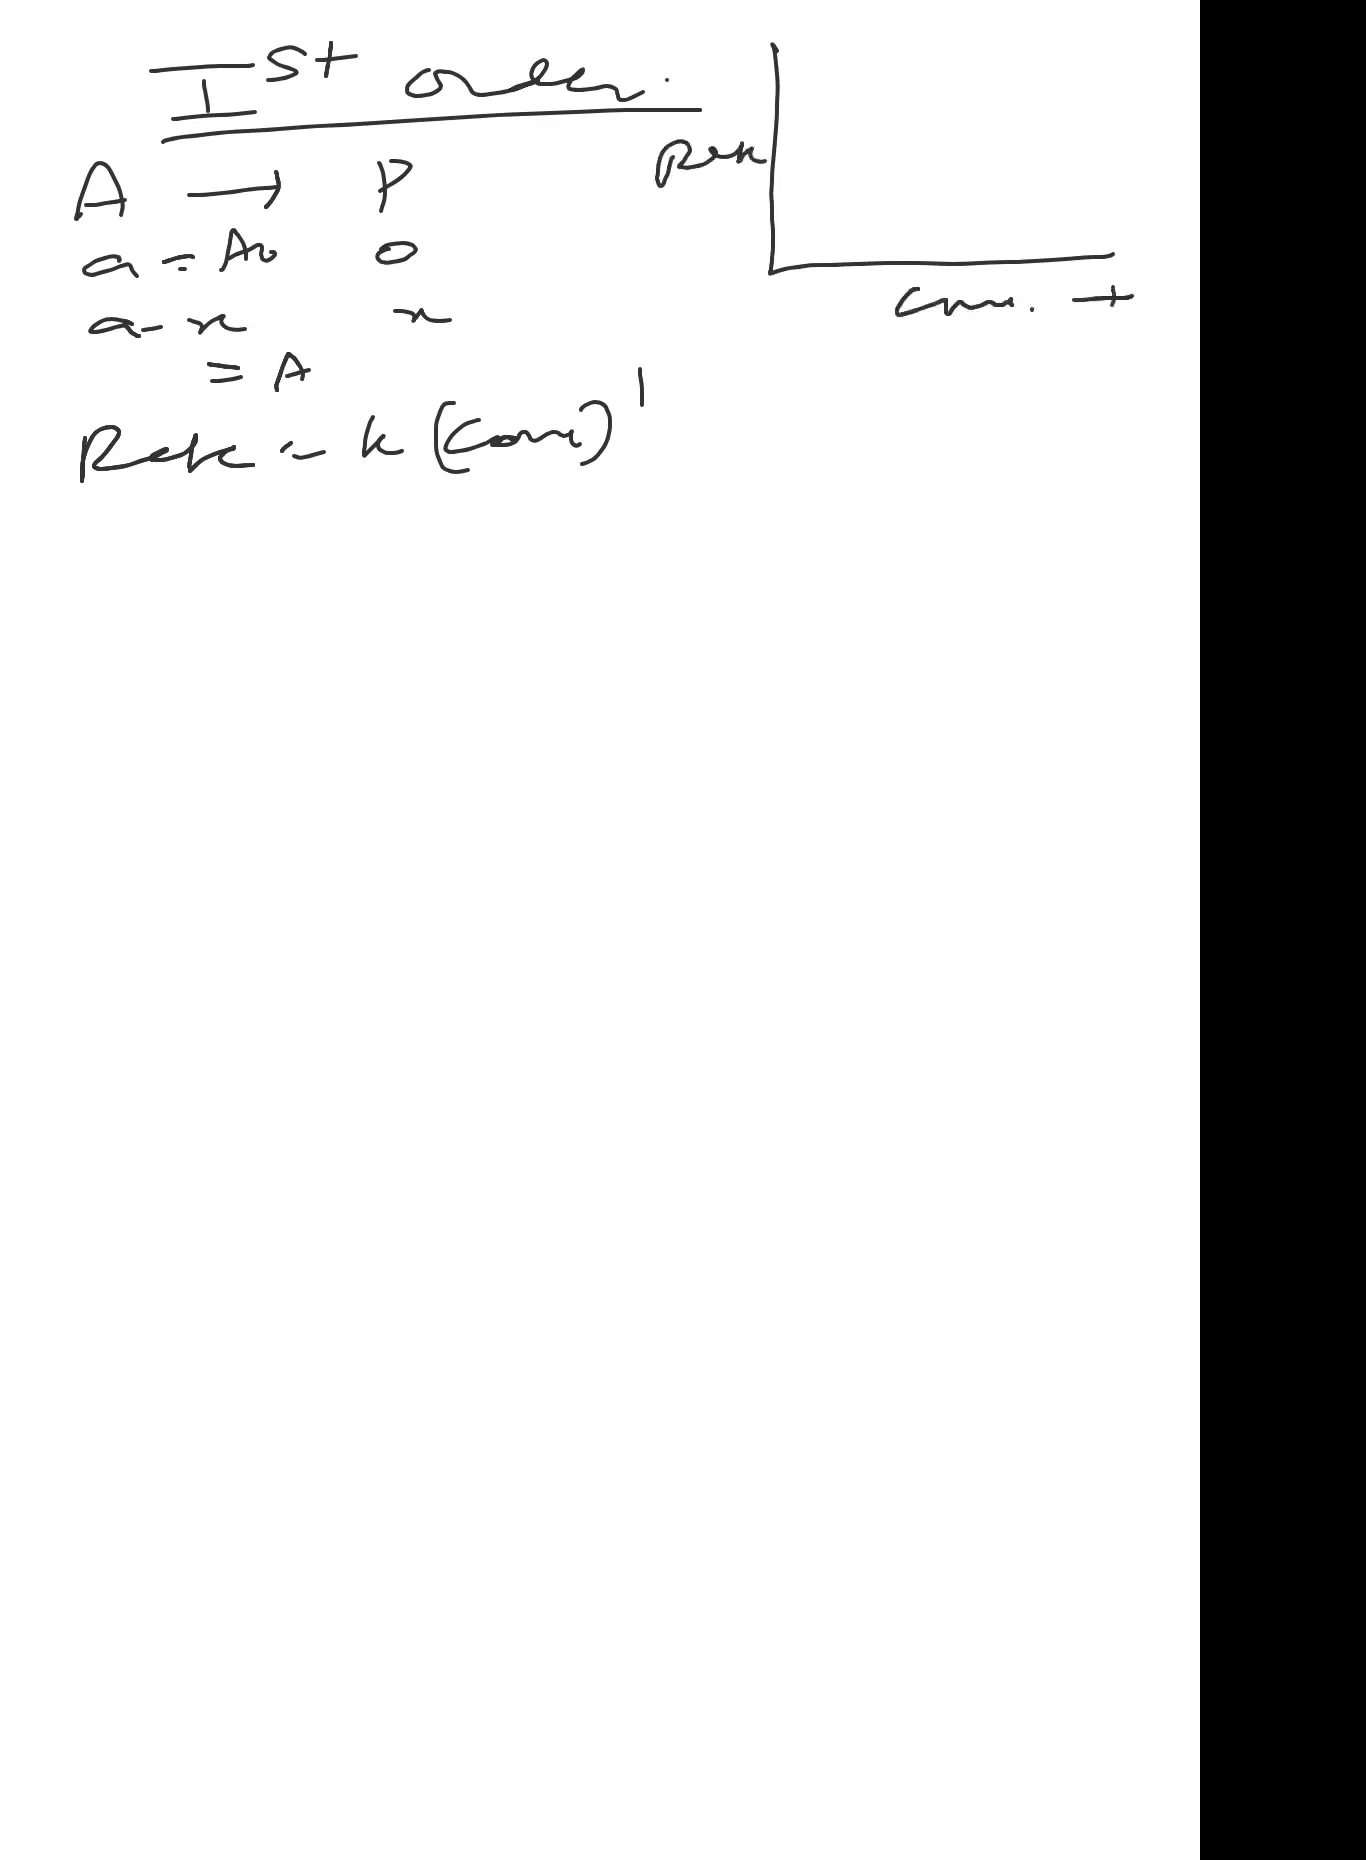 Ist order.
A → P
a = A0 0
a - x x
= A
Rate = k (conc)^1
Rate
Conc. →